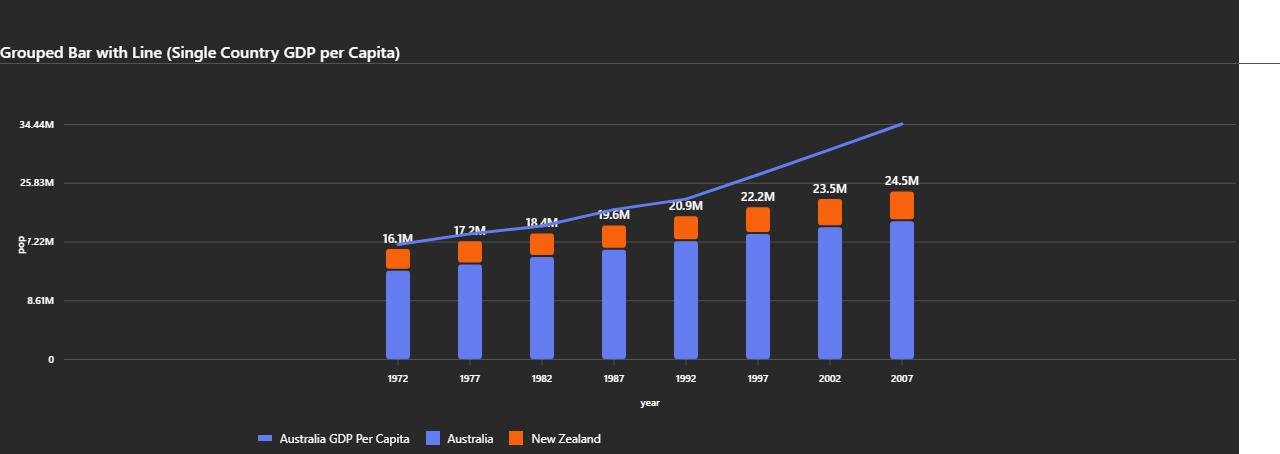 Grouped Bar with Line (Single Country GDP per Capita)
34.44M
25.83M
7.22M
8.61M
0
pop
16.1M
17.2M
18.4M
19.6M
20.9M
22.2M
23.5M
24.5M
1972 1977 1982 1987 1992 1997 2002 2007
year
Australia GDP Per Capita Australia New Zealand